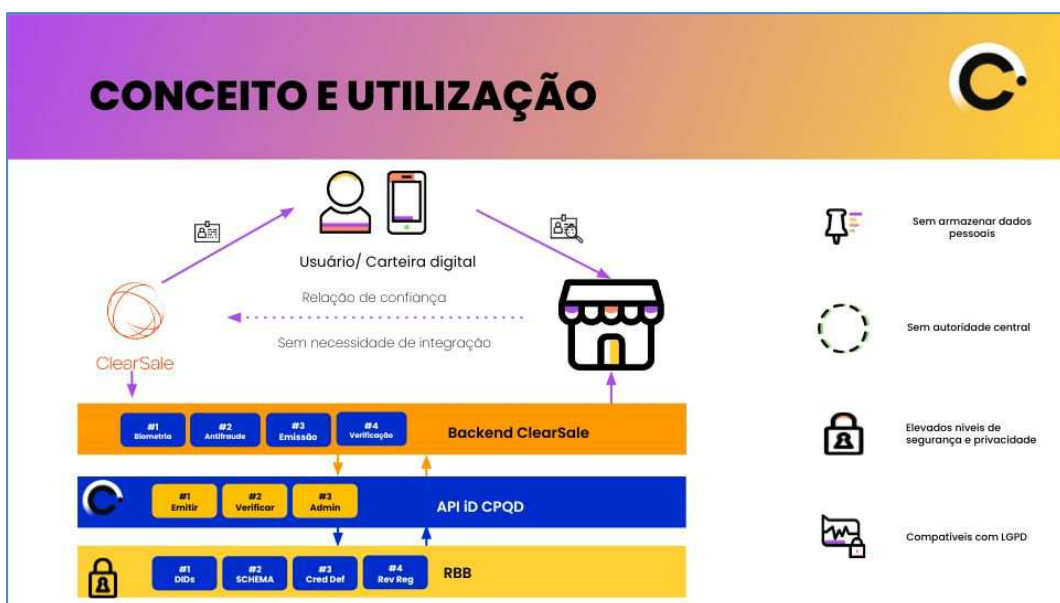 CONCEITO E UTILIZAÇÃO
Usuário/ Carteira digital
Relação de confiança
Sem necessidade de integração
ClearSale
#1
Biometria
#2
Antifraude
#3
Emissão
#4
Verificação
Backend ClearSale
#1
Emitir
#2
Verificar
#3
Admin
API iD CPQD
#1
DIDs
#2
SCHEMA
#3
Cred Def
#4
Rev Reg
RBB
Sem armazenar dados
pessoais
Sem autoridade central
Elevados níveis de
segurança e privacidade
Compatíveis com LGPD